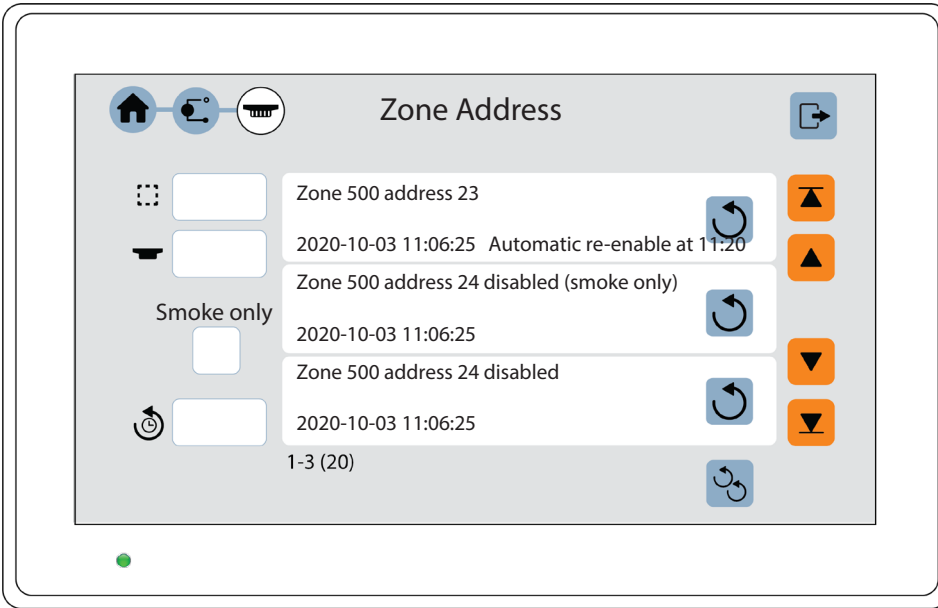 Zone Address
Zone 500 address 23
2020-10-03 11:06:25 Automatic re-enable at 11:20
Zone 500 address 24 disabled (smoke only)
2020-10-03 11:06:25
Smoke only
Zone 500 address 24 disabled
2020-10-03 11:06:25
1-3 (20)